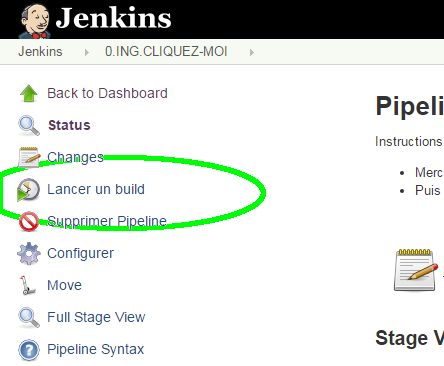 Jenkins
Jenkins 0.ING.CLIQUEZ-MOI
Back to Dashboard
Status
Changes
Lancer un build
Supprimer Pipeline
Configurer
Move
Full Stage View
Pipeline Syntax
Pipeli
Instructions
Merc
Puis
Stage V